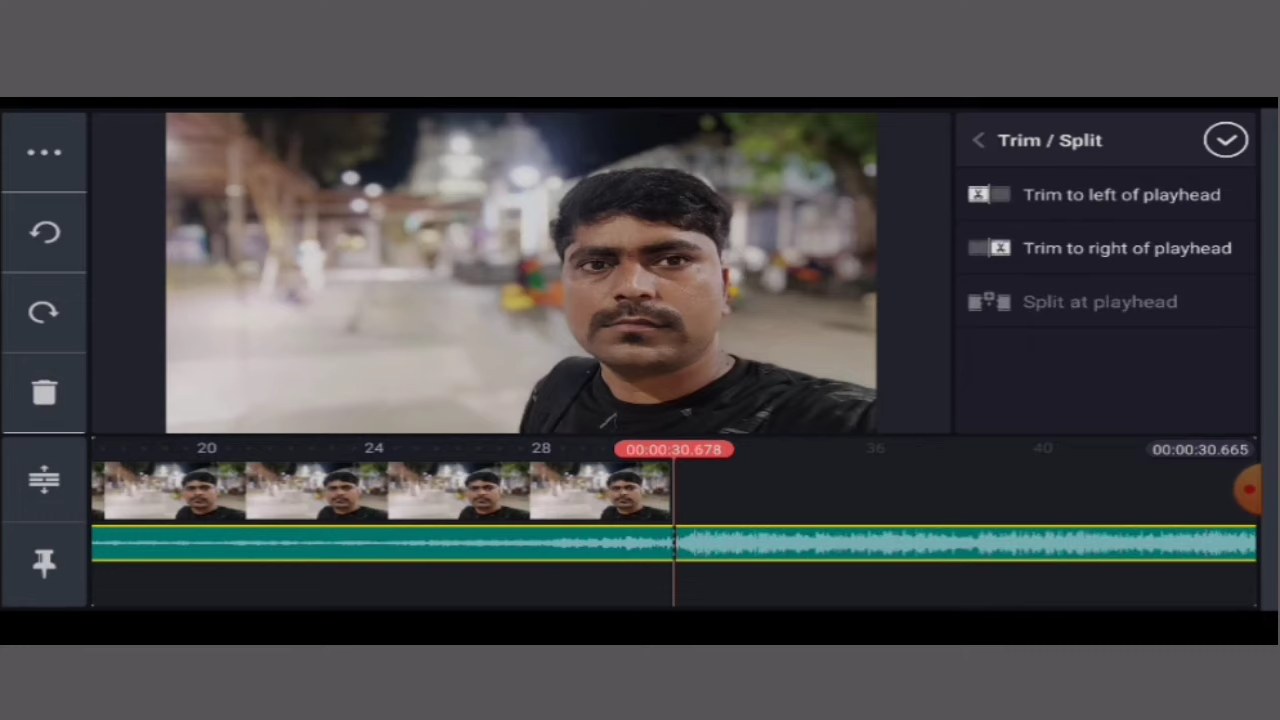 Trim / Split
Trim to left of playhead
Trim to right of playhead
Split at playhead
20 24 28 00:00:30.678 36 40 00:00:30.665